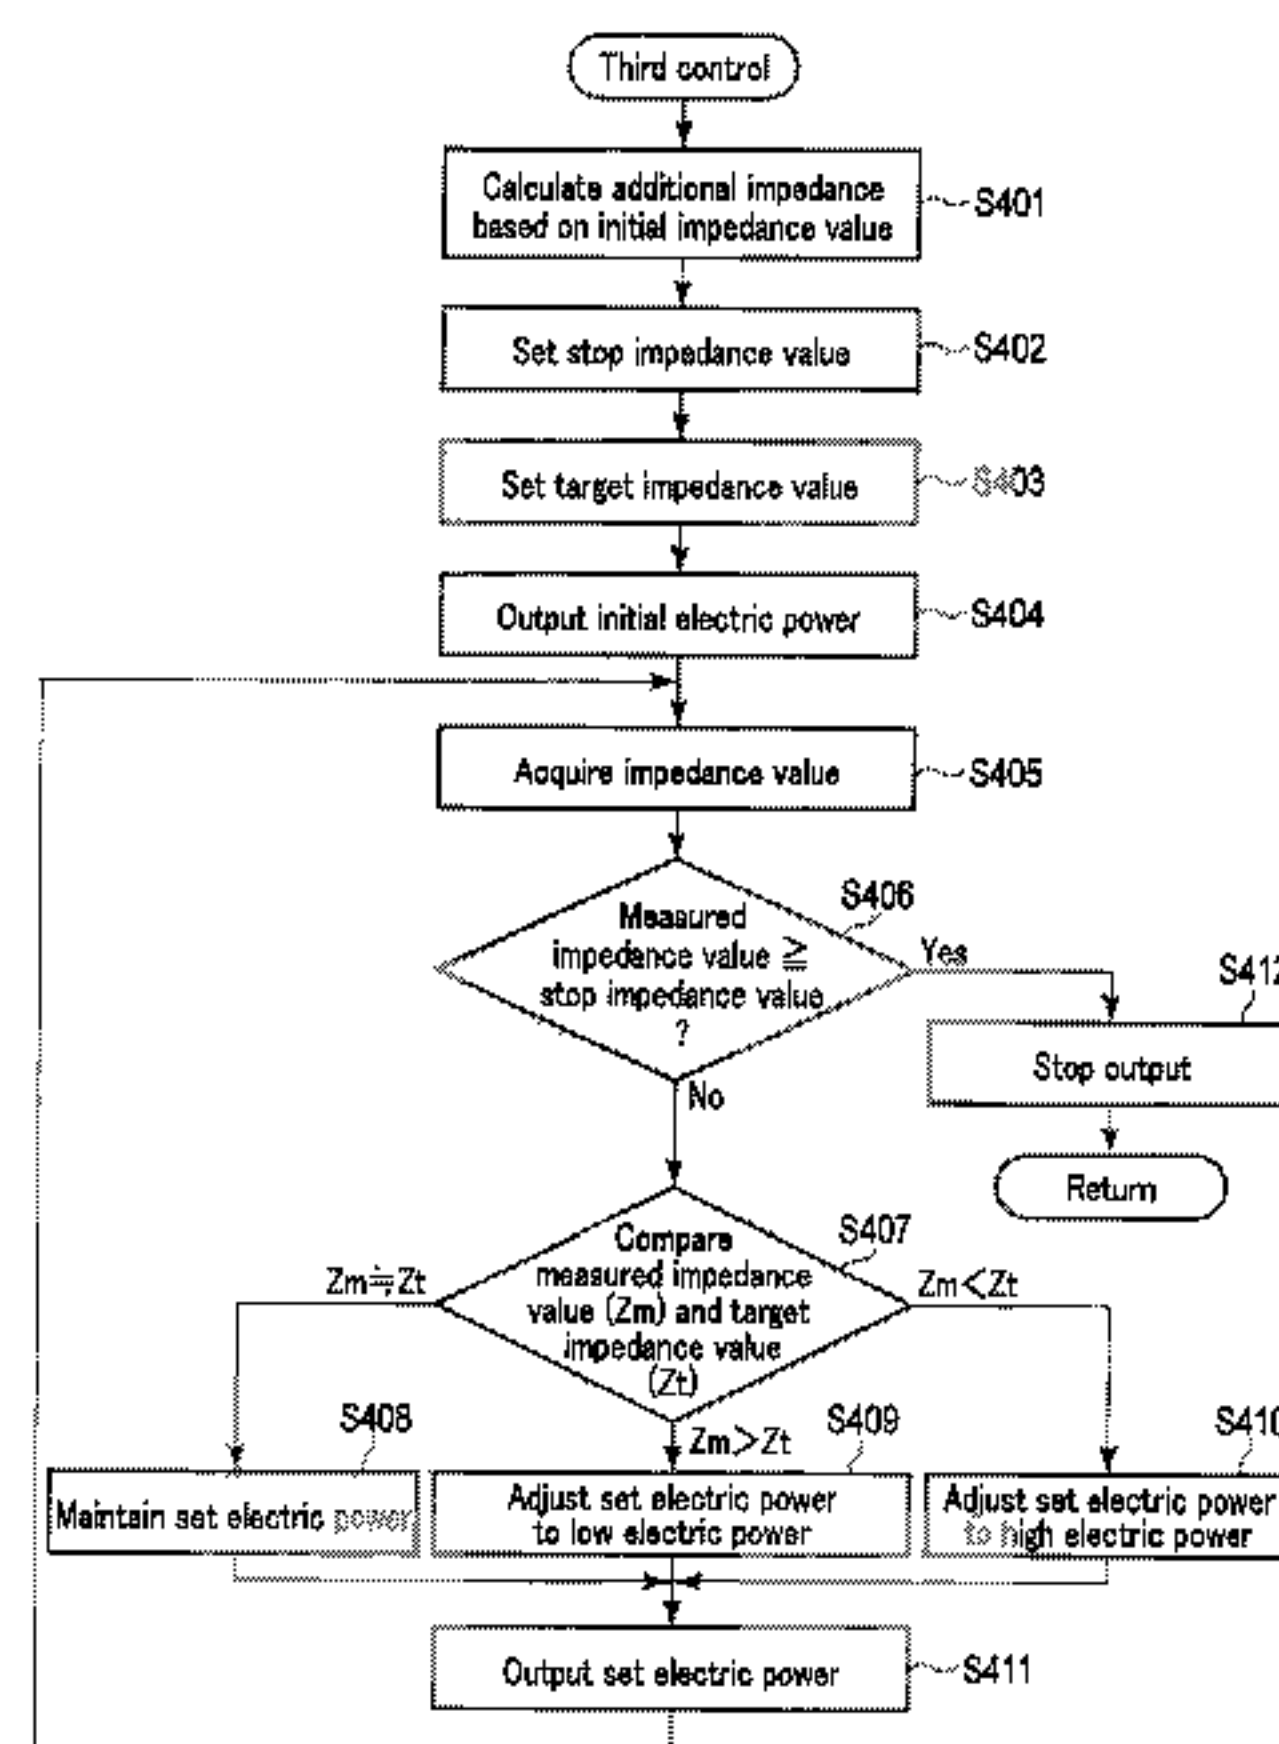 Third control
Calculate additional impedance
based on initial impedance value
S401
Set stop impedance value
S402
Set target impedance value
S403
Output initial electric power
S404
Acquire impedance value
S405
S406
Measured
impedance value ≧
stop impedance value
?
Yes
No
S412
Stop output
Return
S407
Compare
measured impedance
value (Zm) and target
impedance value
(Zt)
Zm≒Zt
Zm<Zt
Zm>Zt
S408
Maintain set electric power
S409
Adjust set electric power
to low electric power
S410
Adjust set electric power
to high electric power
Output set electric power
S411